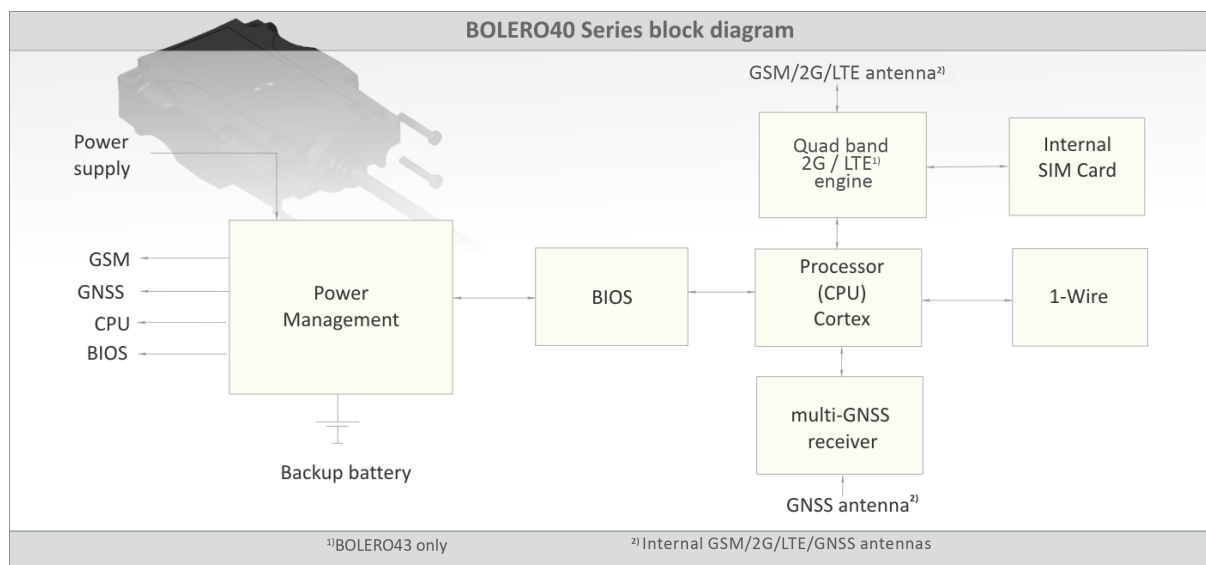 BOLERO40 Series block diagram
GSM/2G/LTE antenna²⁾
Power
supply
Quad band
2G / LTE¹⁾
engine
Internal
SIM Card
GSM
GNSS
CPU
BIOS
Power
Management
BIOS
Processor
(CPU)
Cortex
1-Wire
multi-GNSS
receiver
Backup battery
GNSS antenna²⁾
¹⁾BOLERO43 only
²⁾ Internal GSM/2G/LTE/GNSS antennas